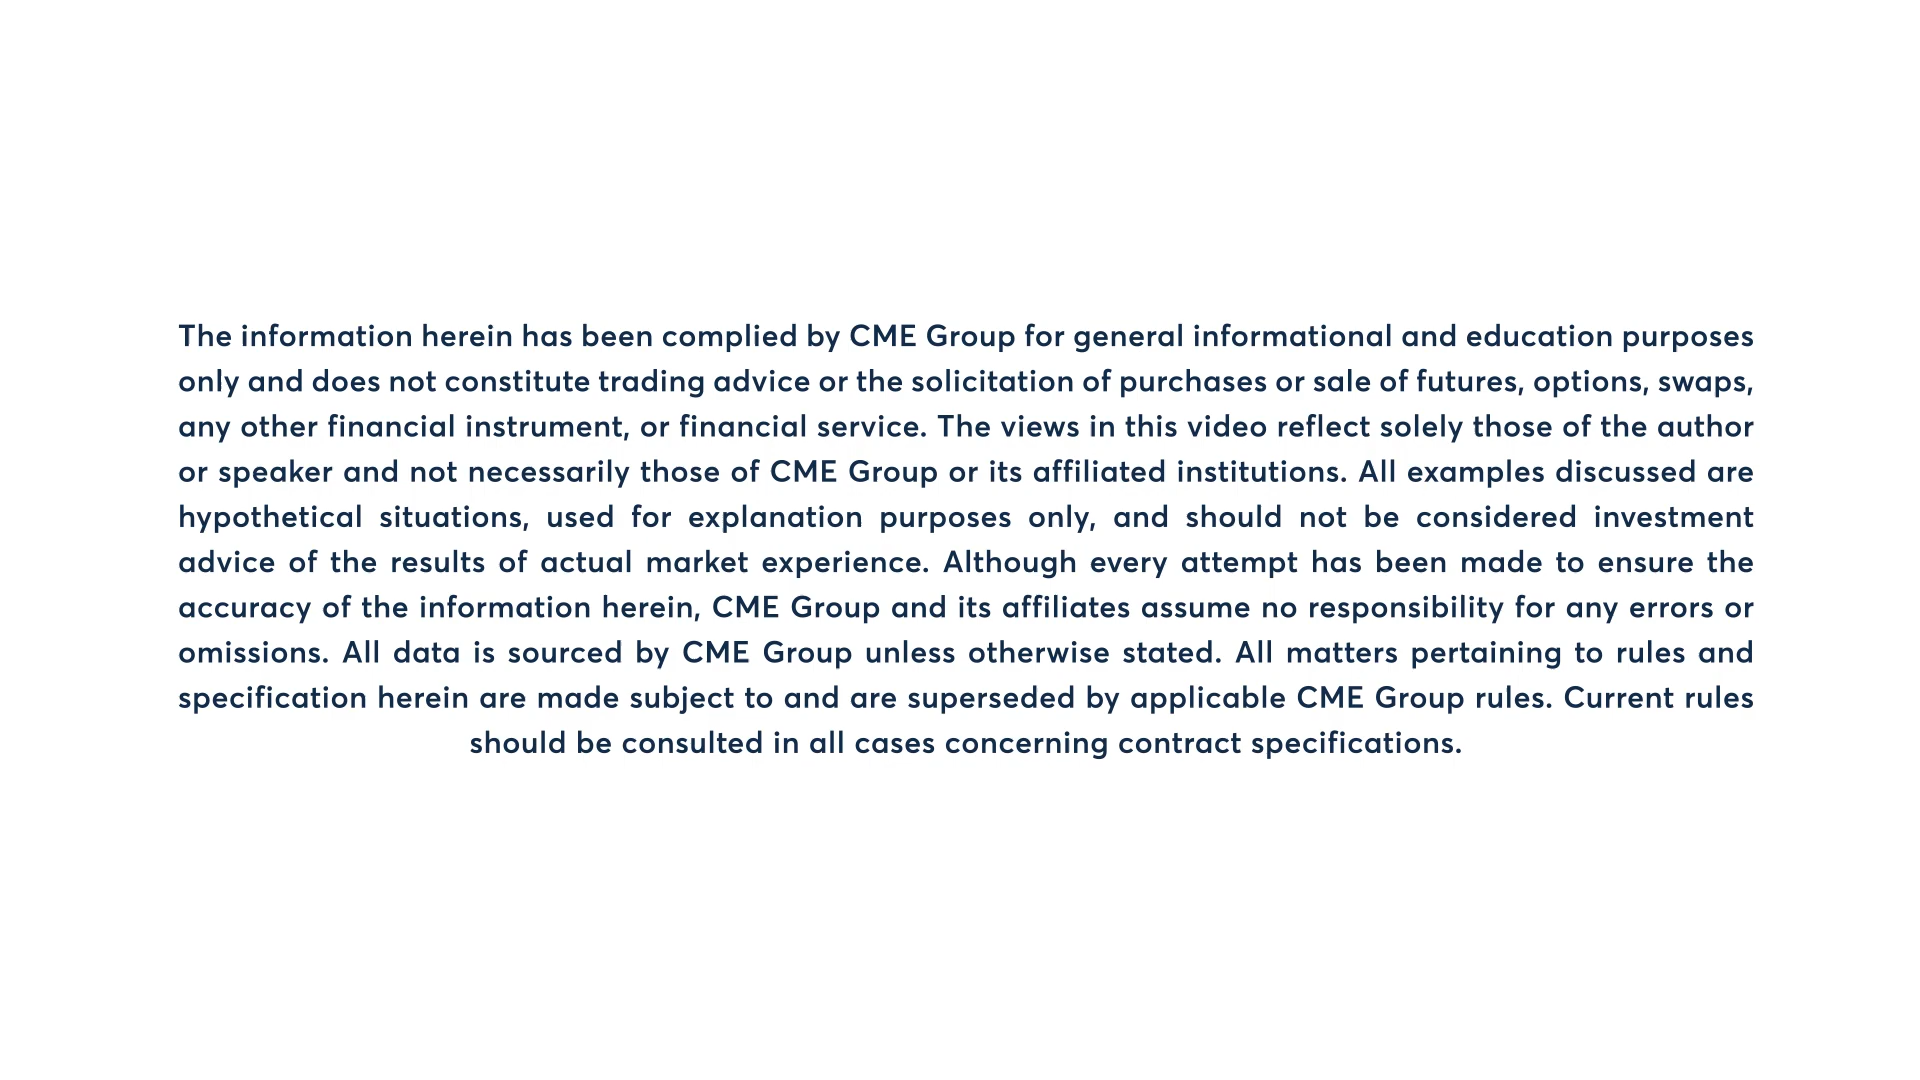 The information herein has been complied by CME Group for general informational and education purposes
only and does not constitute trading advice or the solicitation of purchases or sale of futures, options, swaps,
any other financial instrument, or financial service. The views in this video reflect solely those of the author
or speaker and not necessarily those of CME Group or its affiliated institutions. All examples discussed are
hypothetical situations, used for explanation purposes only, and should not be considered investment
advice of the results of actual market experience. Although every attempt has been made to ensure the
accuracy of the information herein, CME Group and its affiliates assume no responsibility for any errors or
omissions. All data is sourced by CME Group unless otherwise stated. All matters pertaining to rules and
specification herein are made subject to and are superseded by applicable CME Group rules. Current rules
should be consulted in all cases concerning contract specifications.